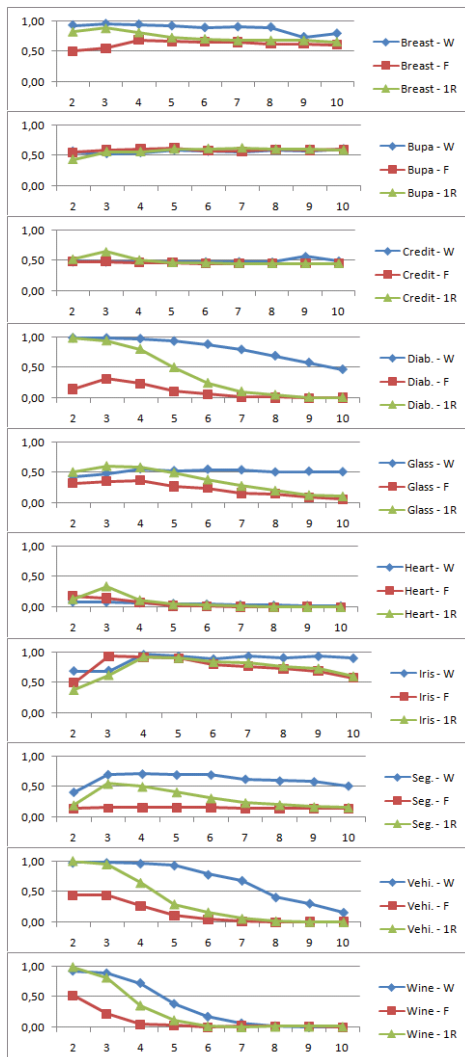 1,00
0,50
0,00
2 3 4 5 6 7 8 9 10
Breast - W
Breast - F
Breast - 1R
1,00
0,50
0,00
2 3 4 5 6 7 8 9 10
Bupa - W
Bupa - F
Bupa - 1R
1,00
0,50
0,00
2 3 4 5 6 7 8 9 10
Credit - W
Credit - F
Credit - 1R
1,00
0,50
0,00
2 3 4 5 6 7 8 9 10
Diab. - W
Diab. - F
Diab. - 1R
1,00
0,50
0,00
2 3 4 5 6 7 8 9 10
Glass - W
Glass - F
Glass - 1R
1,00
0,50
0,00
2 3 4 5 6 7 8 9 10
Heart - W
Heart - F
Heart - 1R
1,00
0,50
0,00
2 3 4 5 6 7 8 9 10
Iris - W
Iris - F
Iris - 1R
1,00
0,50
0,00
2 3 4 5 6 7 8 9 10
Seg. - W
Seg. - F
Seg. - 1R
1,00
0,50
0,00
2 3 4 5 6 7 8 9 10
Vehi. - W
Vehi. - F
Vehi. - 1R
1,00
0,50
0,00
2 3 4 5 6 7 8 9 10
Wine - W
Wine - F
Wine - 1R